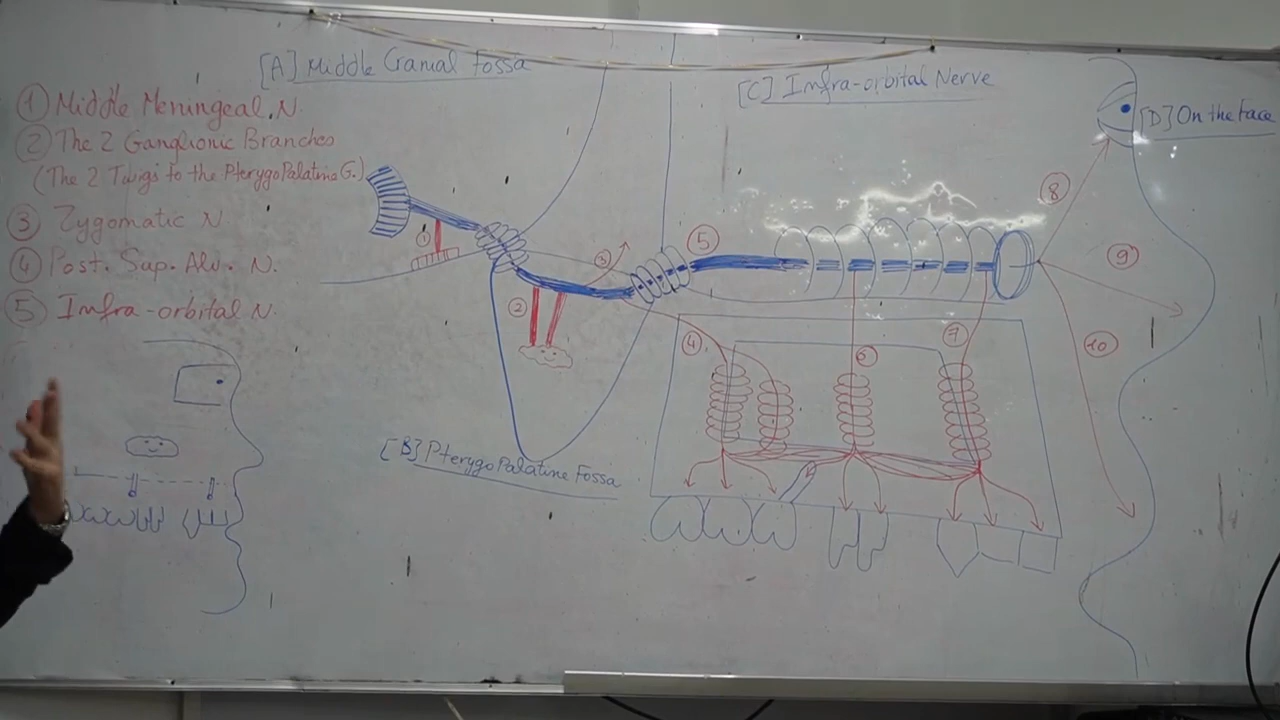 [A] Middle Cranial Fossa
① Middle Meningeal. N.
② The 2 Ganglionic Branches
(The 2 Twigs to the PterygoPalatine G.)
③ Zygomatic N
④ Post. Sup. Alv. N.
⑤ Infra-orbital N.
[B] PterygoPalatine Fossa
[C] Infra-orbital Nerve
[D] On the Face
①
②
③
④
⑤
6
⑦
⑧
⑨
⑩